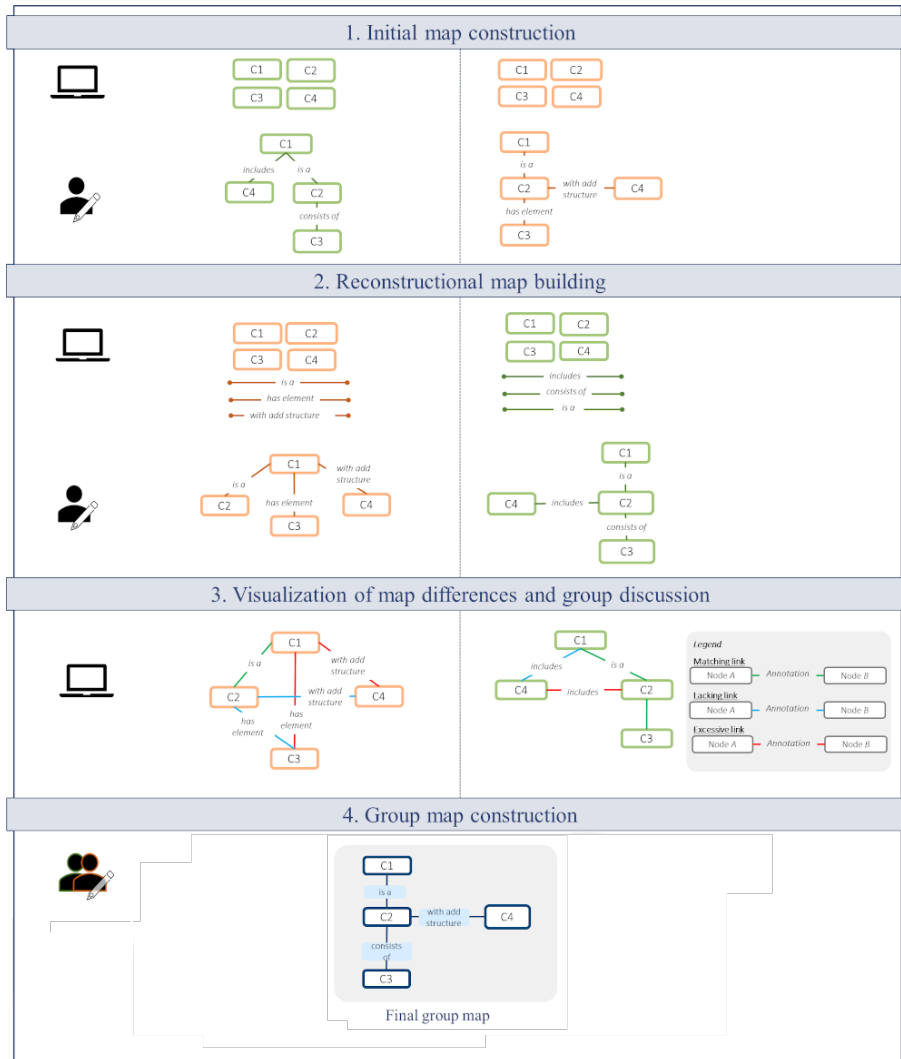 1. Initial map construction
C1 C2
C3 C4
C1
includes is a
C4 C2
consists of
C3
C1 C2
C3 C4
C1
is a
C2 with add structure C4
has element
C3
2. Reconstructional map building
C1 C2
C3 C4
is a
has element
with add structure
C1
is a
with add
structure
C2
has element
C4
C3
C1 C2
C3 C4
includes
consists of
is a
C1
is a
C4 includes C2
consists of
C3
3. Visualization of map differences and group discussion
C1
is a
with add
structure
C2
with add
structure
C4
has
element
has
element
C3
C1
includes is a
C4 includes C2
C3
Legend
Matching link
Node A Annotation Node B
Lacking link
Node A Annotation Node B
Excessive link
Node A Annotation Node B
4. Group map construction
C1
is a
C2 with add structure C4
consists
of
C3
Final group map